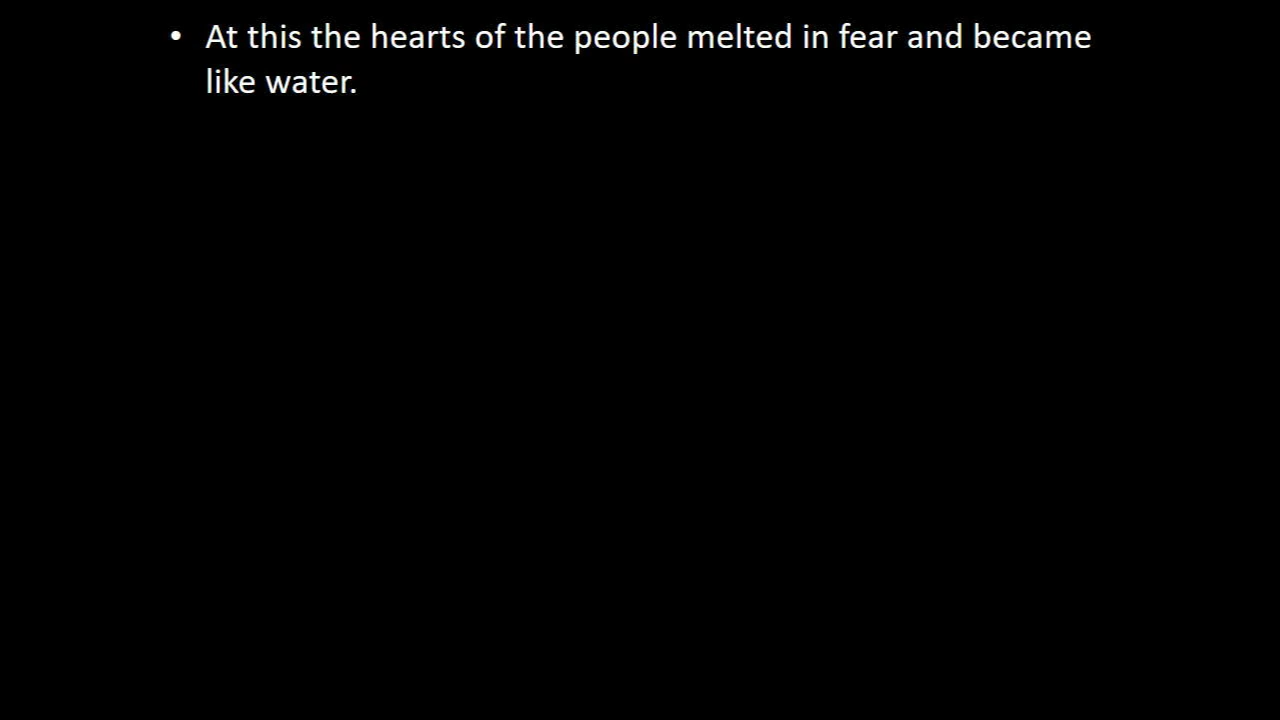 • At this the hearts of the people melted in fear and became
like water.